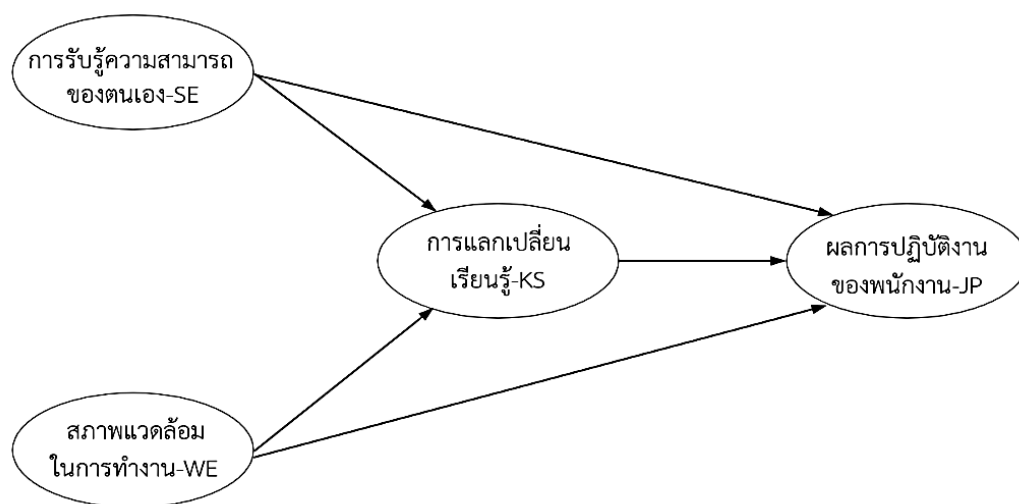 การรับรู้ความสามารถ
ของตนเอง-SE
การแลกเปลี่ยน
เรียนรู้-KS
ผลการปฏิบัติงาน
ของพนักงาน-JP
สภาพแวดล้อม
ในการทำงาน-WE